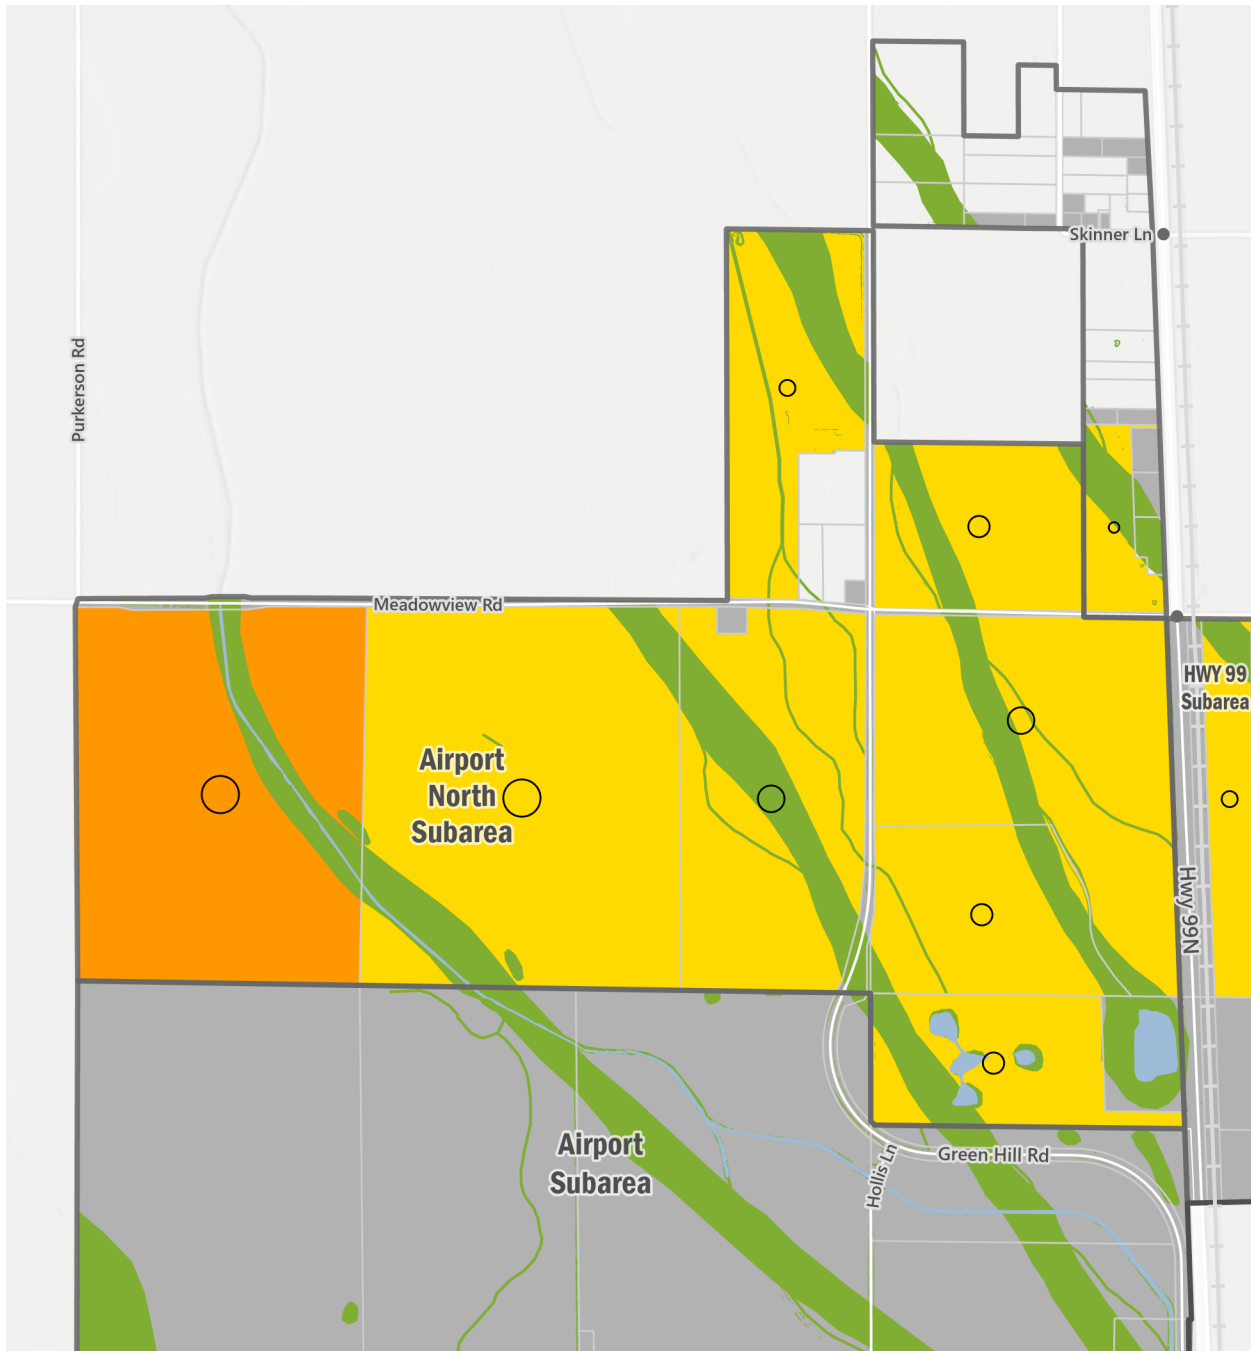 Skinner Ln
Purkerson Rd
Meadowview Rd
HWY 99
Subarea
Airport
North
Subarea
Hwy 99N
Airport
Subarea
Green Hill Rd
Hollis Ln